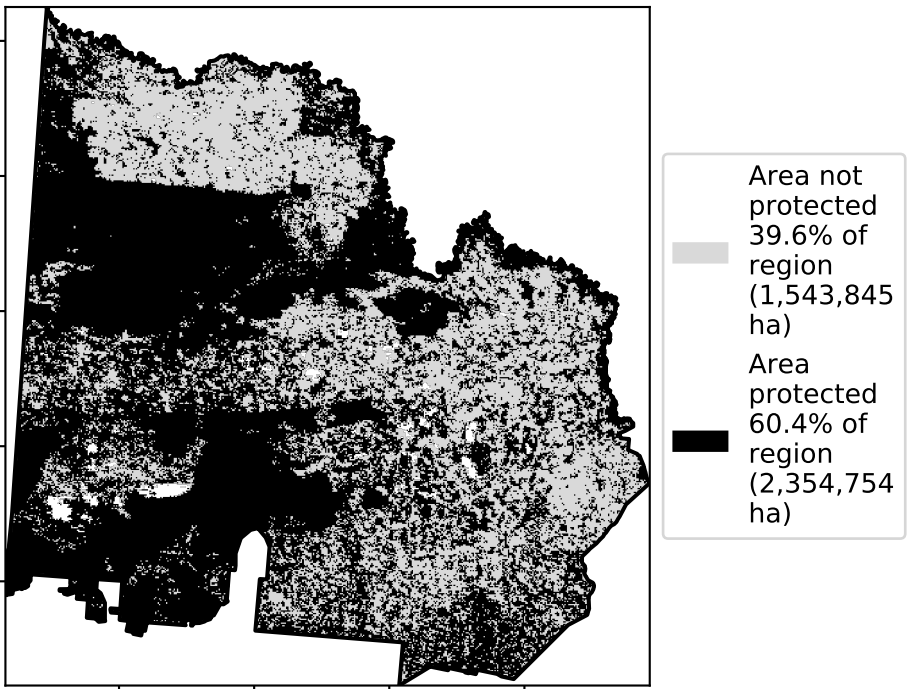 Area not
protected
39.6% of
region
(1,543,845
ha)
Area
protected
60.4% of
region
(2,354,754
ha)